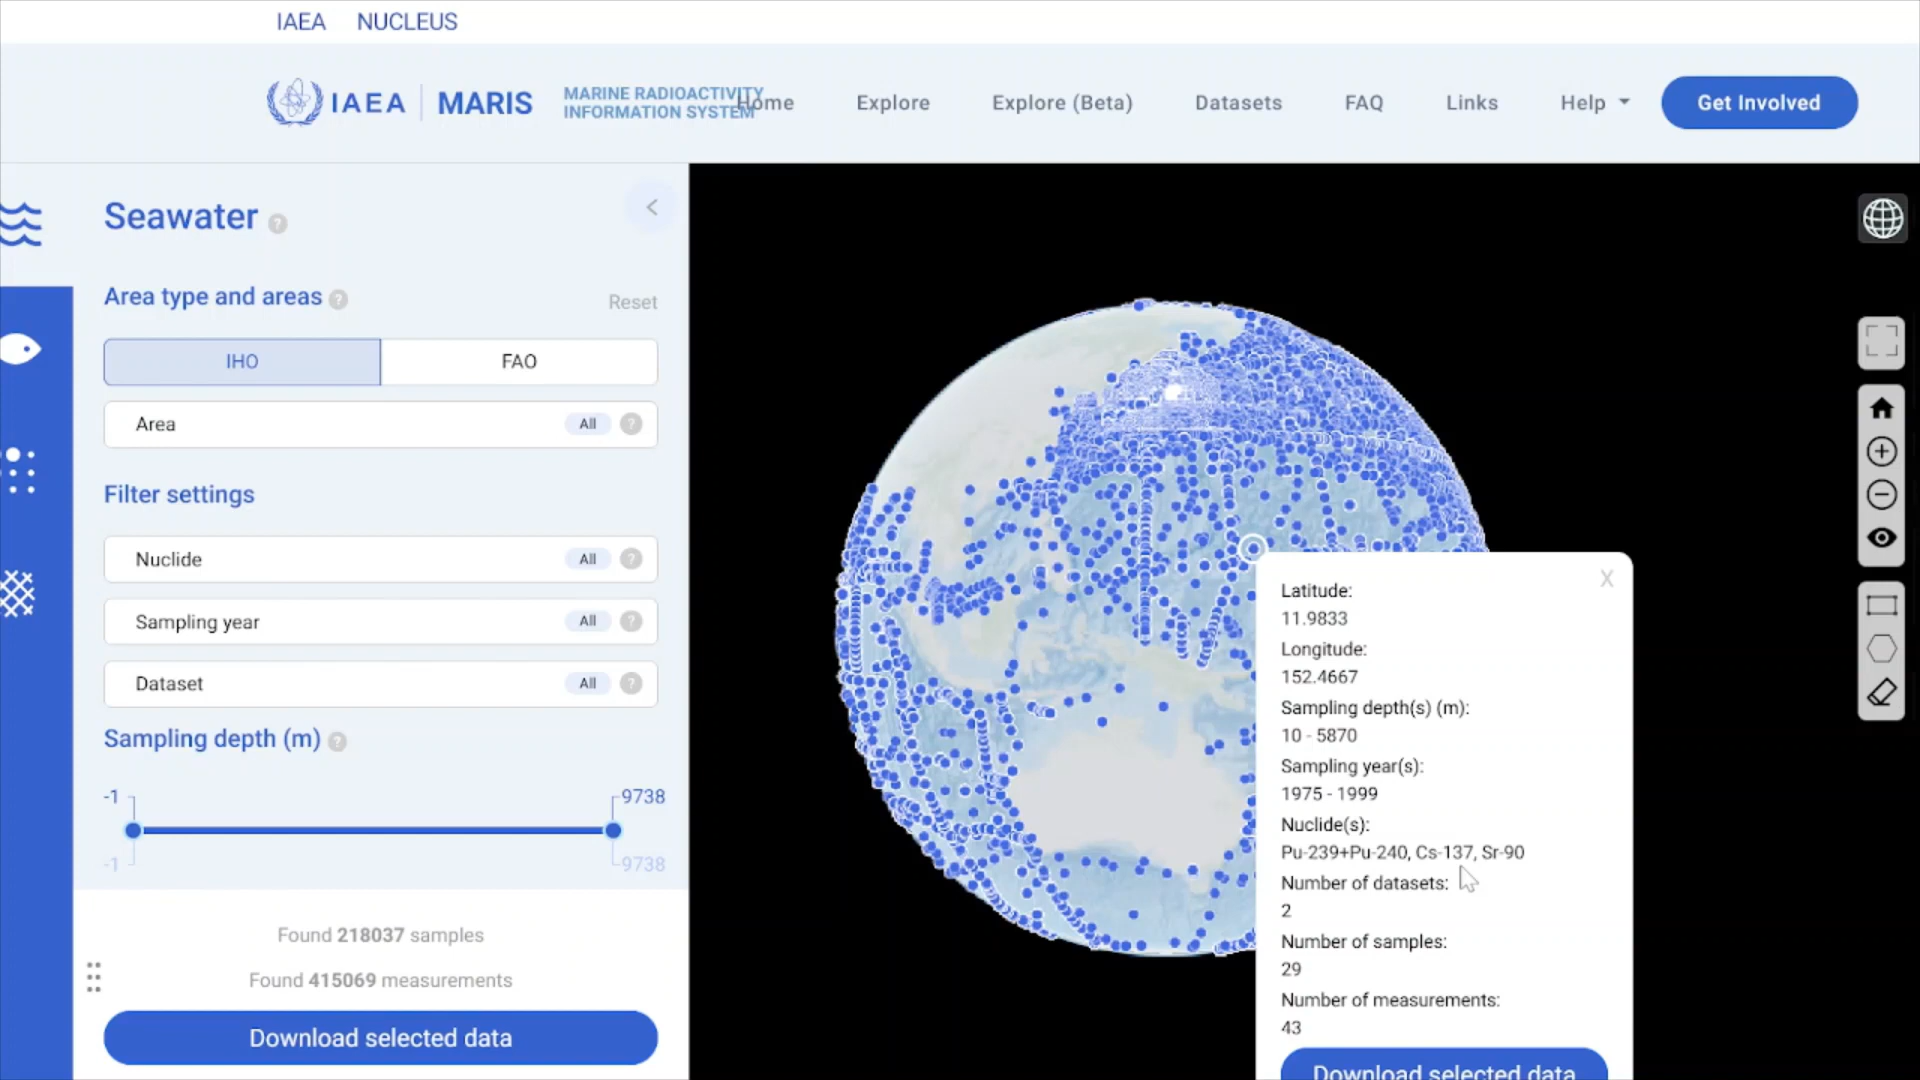 IAEA NUCLEUS
IAEA MARIS MARINE RADIOACTIVITY
INFORMATION SYSTEM
Home Explore Explore (Beta) Datasets FAQ Links Help Get Involved
Seawater ?
Area type and areas ? Reset
IHO FAO
Area All ?
Filter settings
Nuclide All ?
Sampling year All ?
Dataset All ?
Sampling depth (m) ?
-1 9738
-1 9738
Found 218037 samples
Found 415069 measurements
Download selected data
X
Latitude:
11.9833
Longitude:
152.4667
Sampling depth(s) (m):
10 - 5870
Sampling year(s):
1975 - 1999
Nuclide(s):
Pu-239+Pu-240, Cs-137, Sr-90
Number of datasets:
2
Number of samples:
29
Number of measurements:
43
Download selected data